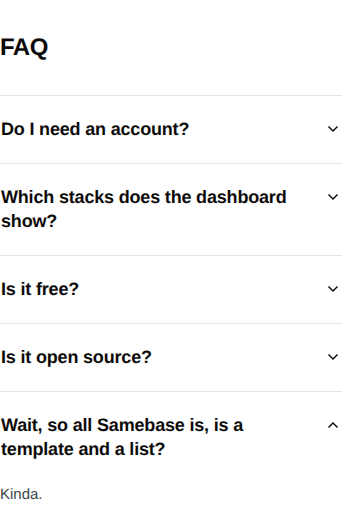 FAQ
Do I need an account?
Which stacks does the dashboard
show?
Is it free?
Is it open source?
Wait, so all Samebase is, is a
template and a list?
Kinda.